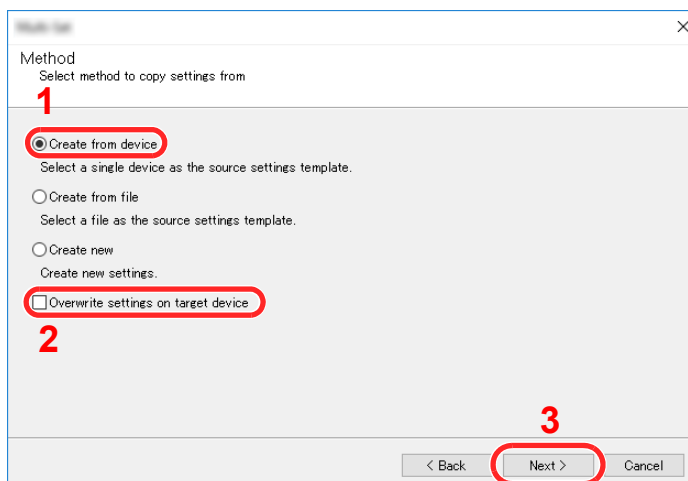 Method
Select method to copy settings from
1
Create from device
Select a single device as the source settings template.
Create from file
Select a file as the source settings template.
Create new
Create new settings.
Overwrite settings on target device
2
3
< Back Next > Cancel